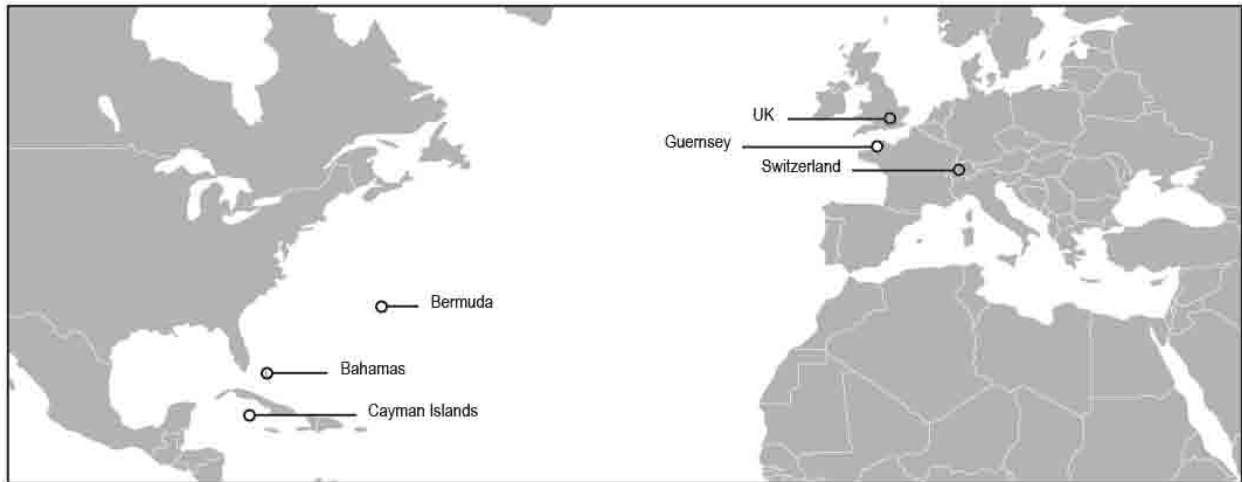 UK
Guernsey
Switzerland
Bermuda
Bahamas
Cayman Islands